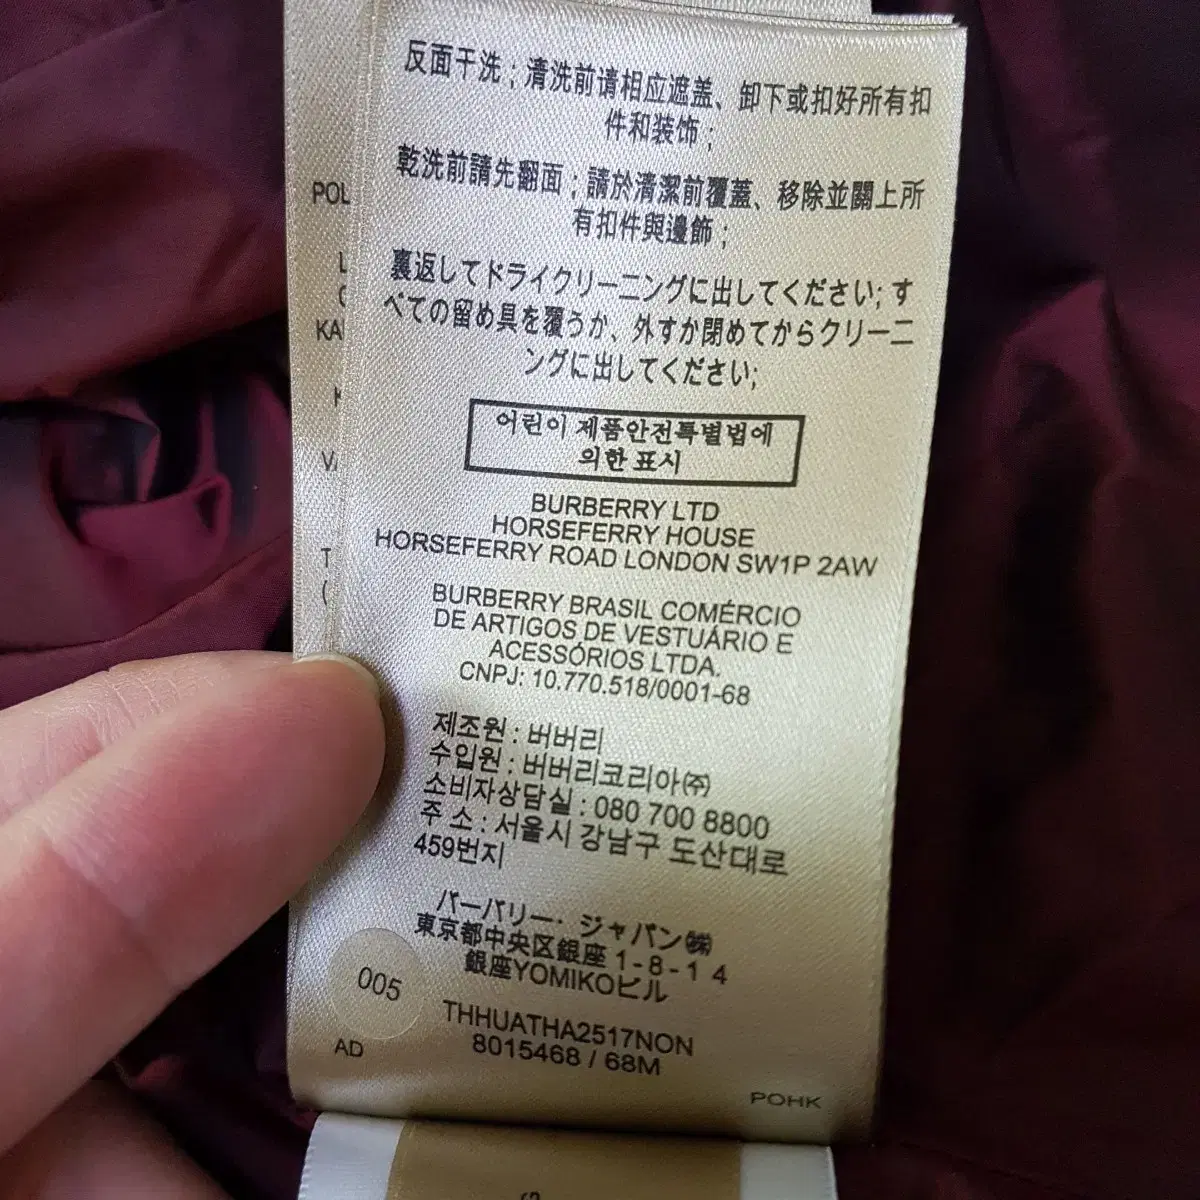 反面干洗；清洗前请相应遮盖、卸下或扣好所有扣
件和装饰；
乾洗前請先翻面；請於清潔前覆蓋、移除並關上所
有扣件與邊飾；
裏返してドライクリーニングに出してください; す
べての留め具を覆うか、外すか閉めてからクリーニ
ングに出してください;
어린이 제품안전특별법에
의한 표시
BURBERRY LTD
HORSEFERRY HOUSE
HORSEFERRY ROAD LONDON SW1P 2AW
BURBERRY BRASIL COMÉRCIO
DE ARTIGOS DE VESTUÁRIO E
ACESSÓRIOS LTDA.
CNPJ: 10.770.518/0001-68
제조원 : 버버리
수입원 : 버버리코리아㈜
소비자상담실 : 080 700 8800
주 소 : 서울시 강남구 도산대로
459번지
バーバリー・ジャパン㈱
東京都中央区銀座 1 - 8 - 1 4
銀座YOMIKOビル
005
THHUATHA2517NON
8015468 / 68M
AD
POHK
POL
KA